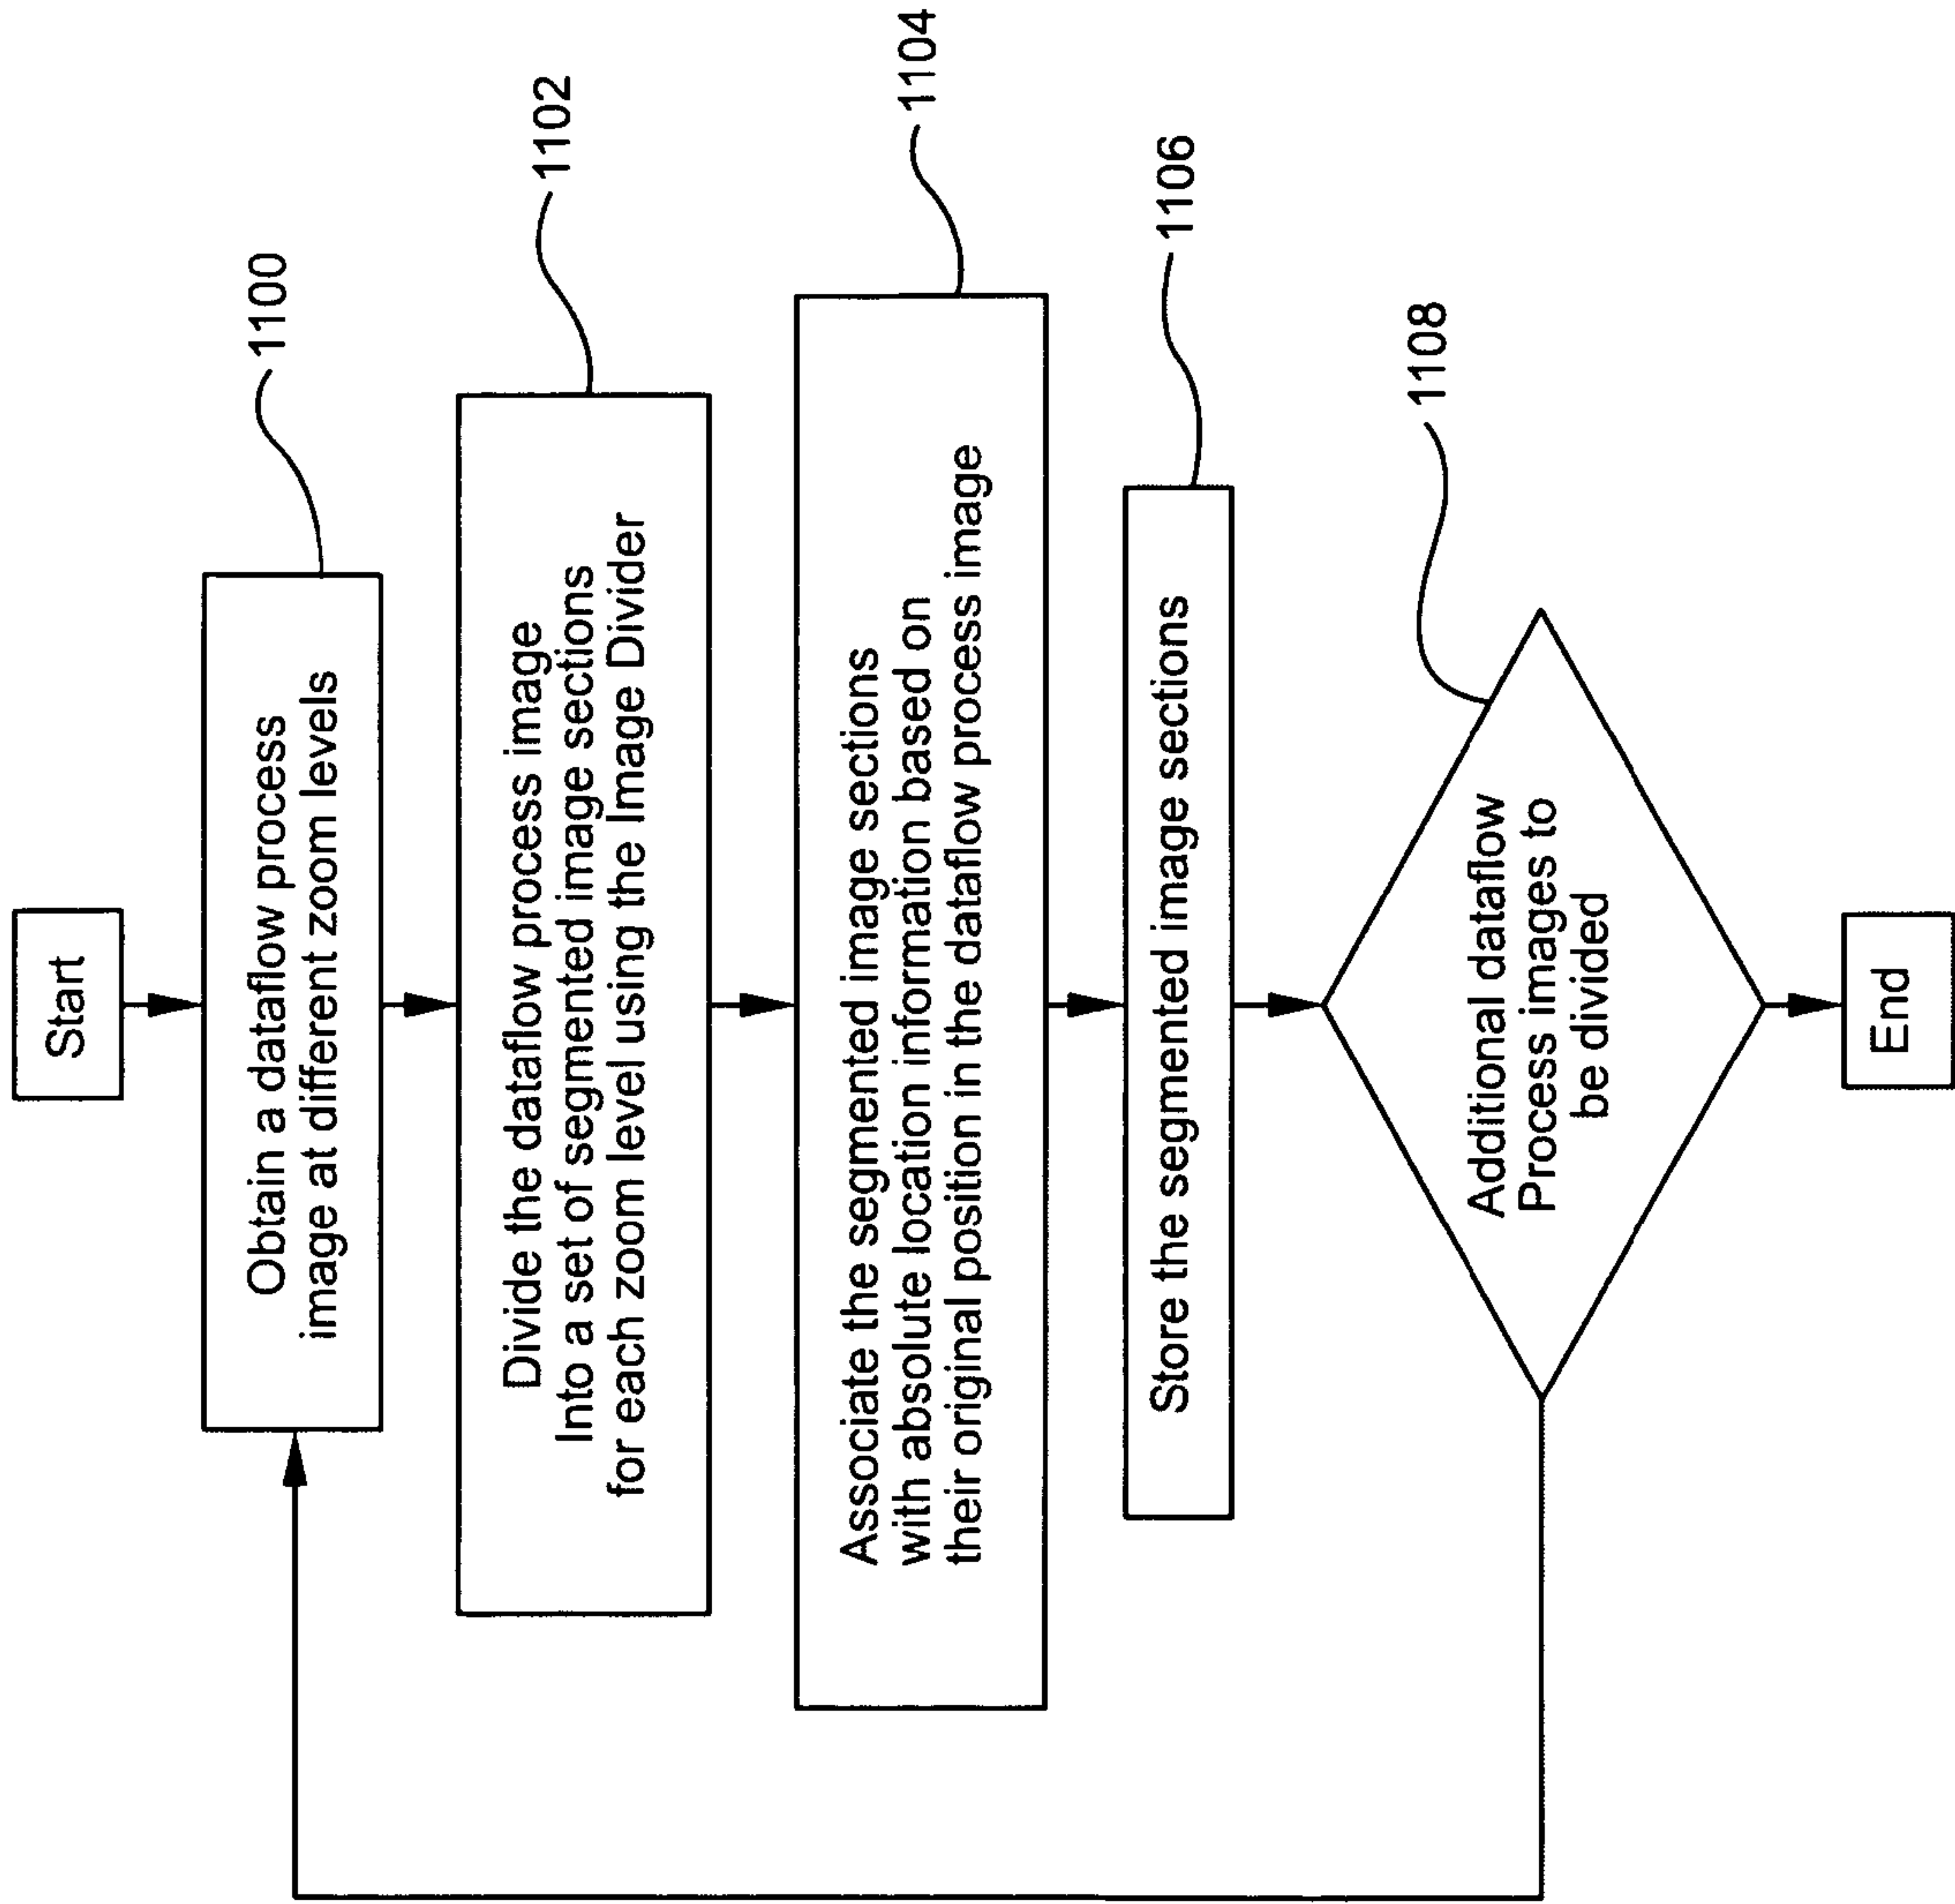 Start
Obtain a dataflow process
image at different zoom levels
1100
Divide the dataflow process image
Into a set of segmented image sections
for each zoom level using the Image Divider
1102
Associate the segmented image sections
with absolute location information based on
their original position in the dataflow process image
1104
Store the segmented image sections
1106
Additional dataflow
Process images to
be divided
1108
End